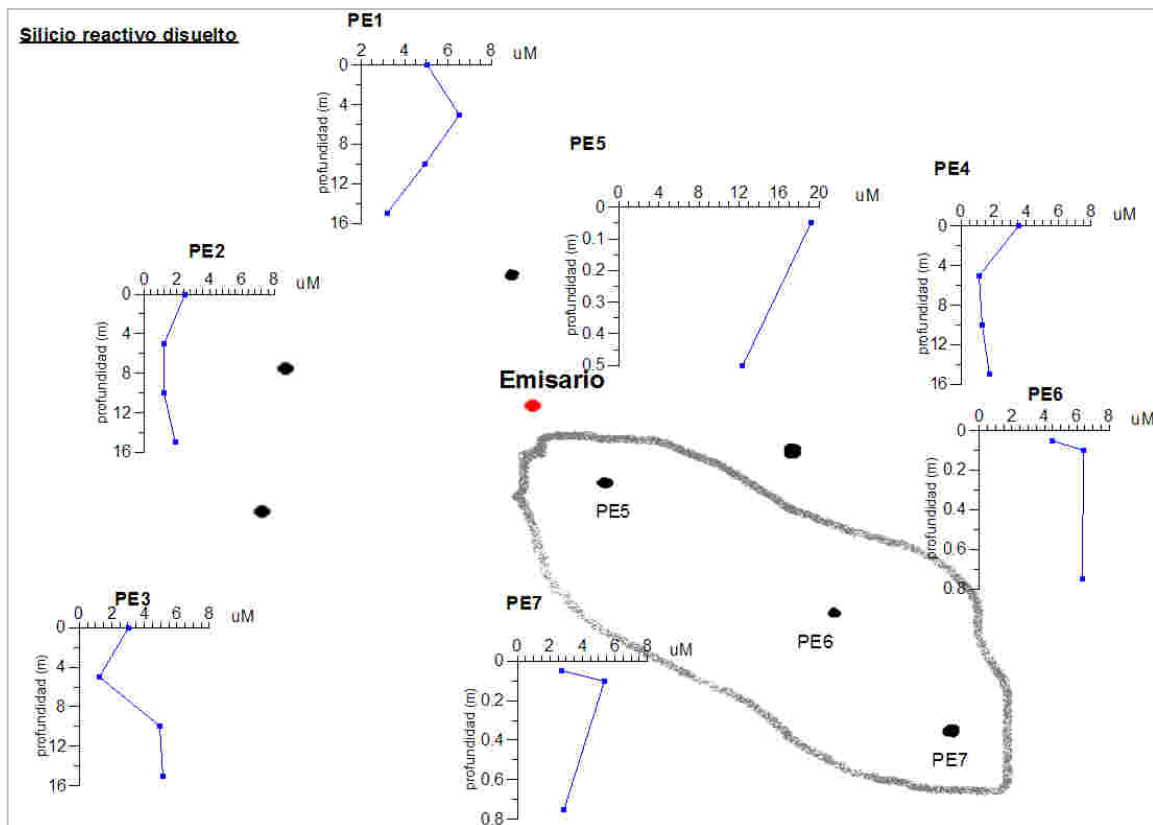 Silicio reactivo disuelto
PE1
2 4 6 8 uM
profundidad (m)
0
4
8
12
16
PE5
0 4 8 12 16 20 uM
profundidad (m)
0
0.1
0.2
0.3
0.4
0.5
PE4
0 2 4 6 8 uM
profundidad (m)
0
4
8
12
16
PE2
0 2 4 6 8 uM
profundidad (m)
0
4
8
12
16
Emisario
PE6
0 2 4 6 8 uM
profundidad (m)
0
0.2
0.4
0.6
0.8
PE5
PE3
0 2 4 6 8 uM
profundidad (m)
0
4
8
12
16
PE7
0 2 4 6 8 uM
profundidad (m)
0
0.2
0.4
0.6
0.8
PE6
PE7